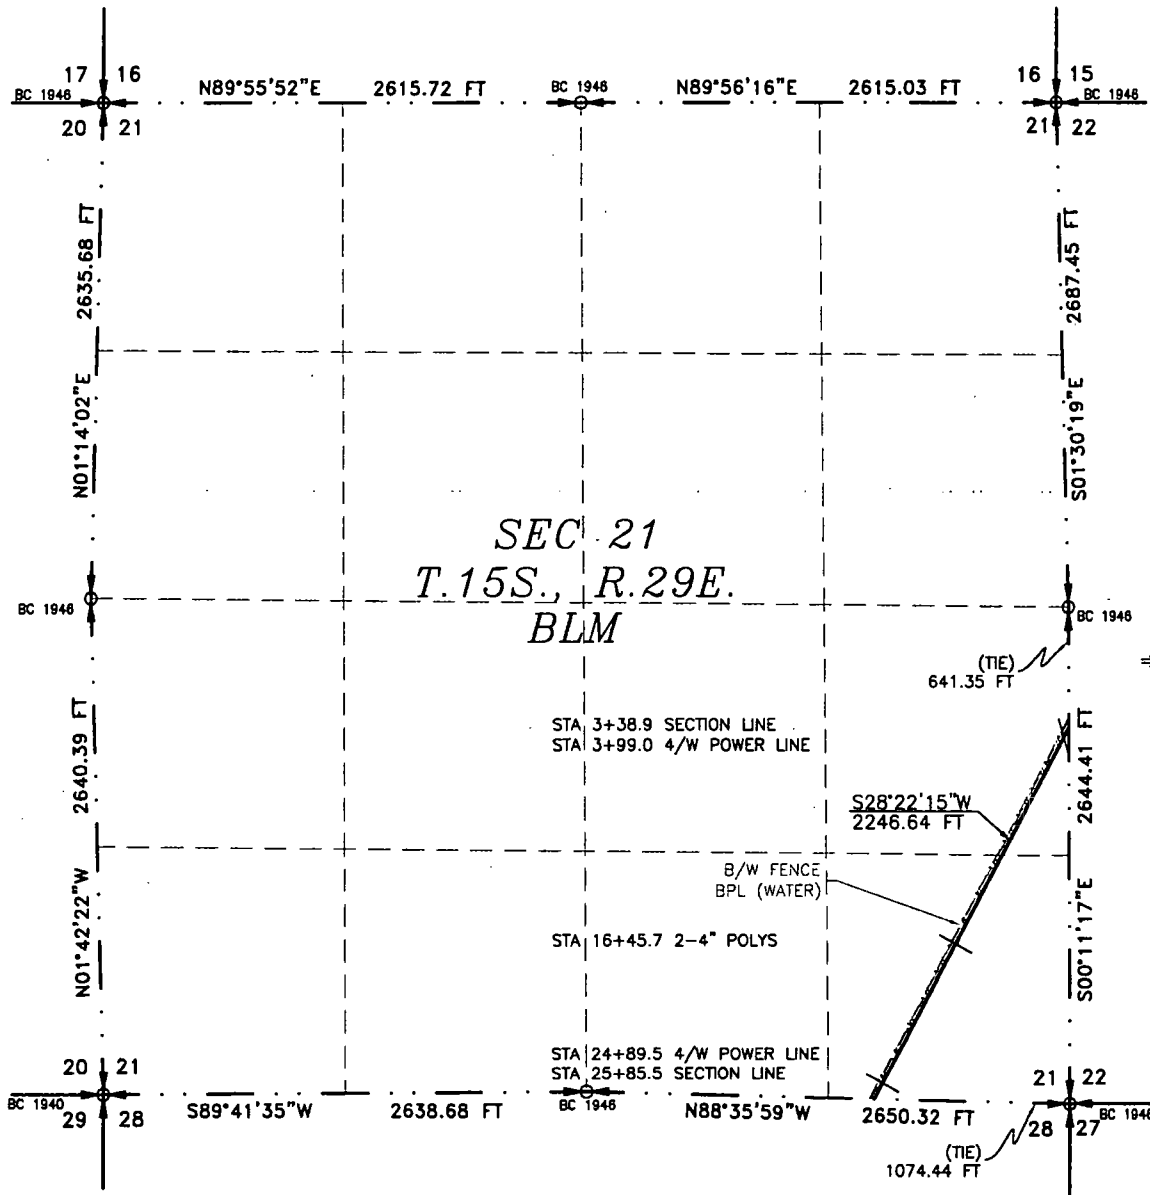 17 16
BC 1946
20 21
N89°55'52"E 2615.72 FT
BC 1946
N89°56'16"E 2615.03 FT
16 15
BC 1946
21 22
2635.68 FT
N01°14'02"E
2687.45 FT
S01°30'19"E
SEC 21
T.15S., R.29E.
BLM
BC 1946
BC 1946
(TIE)
641.35 FT
STA 3+38.9 SECTION LINE
STA 3+99.0 4/W POWER LINE
2640.39 FT
N01°42'22"W
2644.41 FT
S00°11'17"E
S28°22'15"W
2246.64 FT
B/W FENCE
BPL (WATER)
STA 16+45.7 2-4" POLYS
STA 24+89.5 4/W POWER LINE
STA 25+85.5 SECTION LINE
20 21
BC 1940
29 28
S89°41'35"W 2638.68 FT
BC 1946
N88°35'59"W 2650.32 FT
21 22
BC 1946
28 27
(TIE)
1074.44 FT